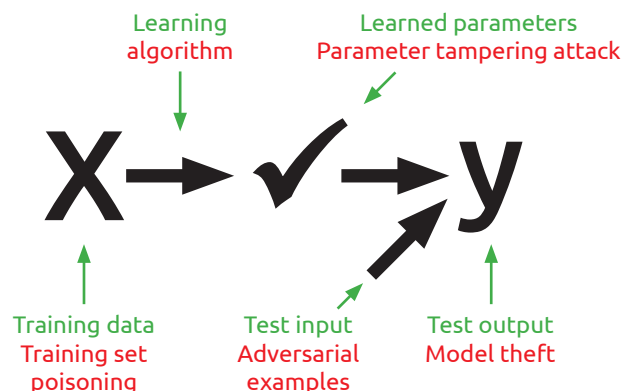 Learning
algorithm
Learned parameters
Parameter tampering attack
X
y
Training data
Training set
poisoning
Test input
Adversarial
examples
Test output
Model theft